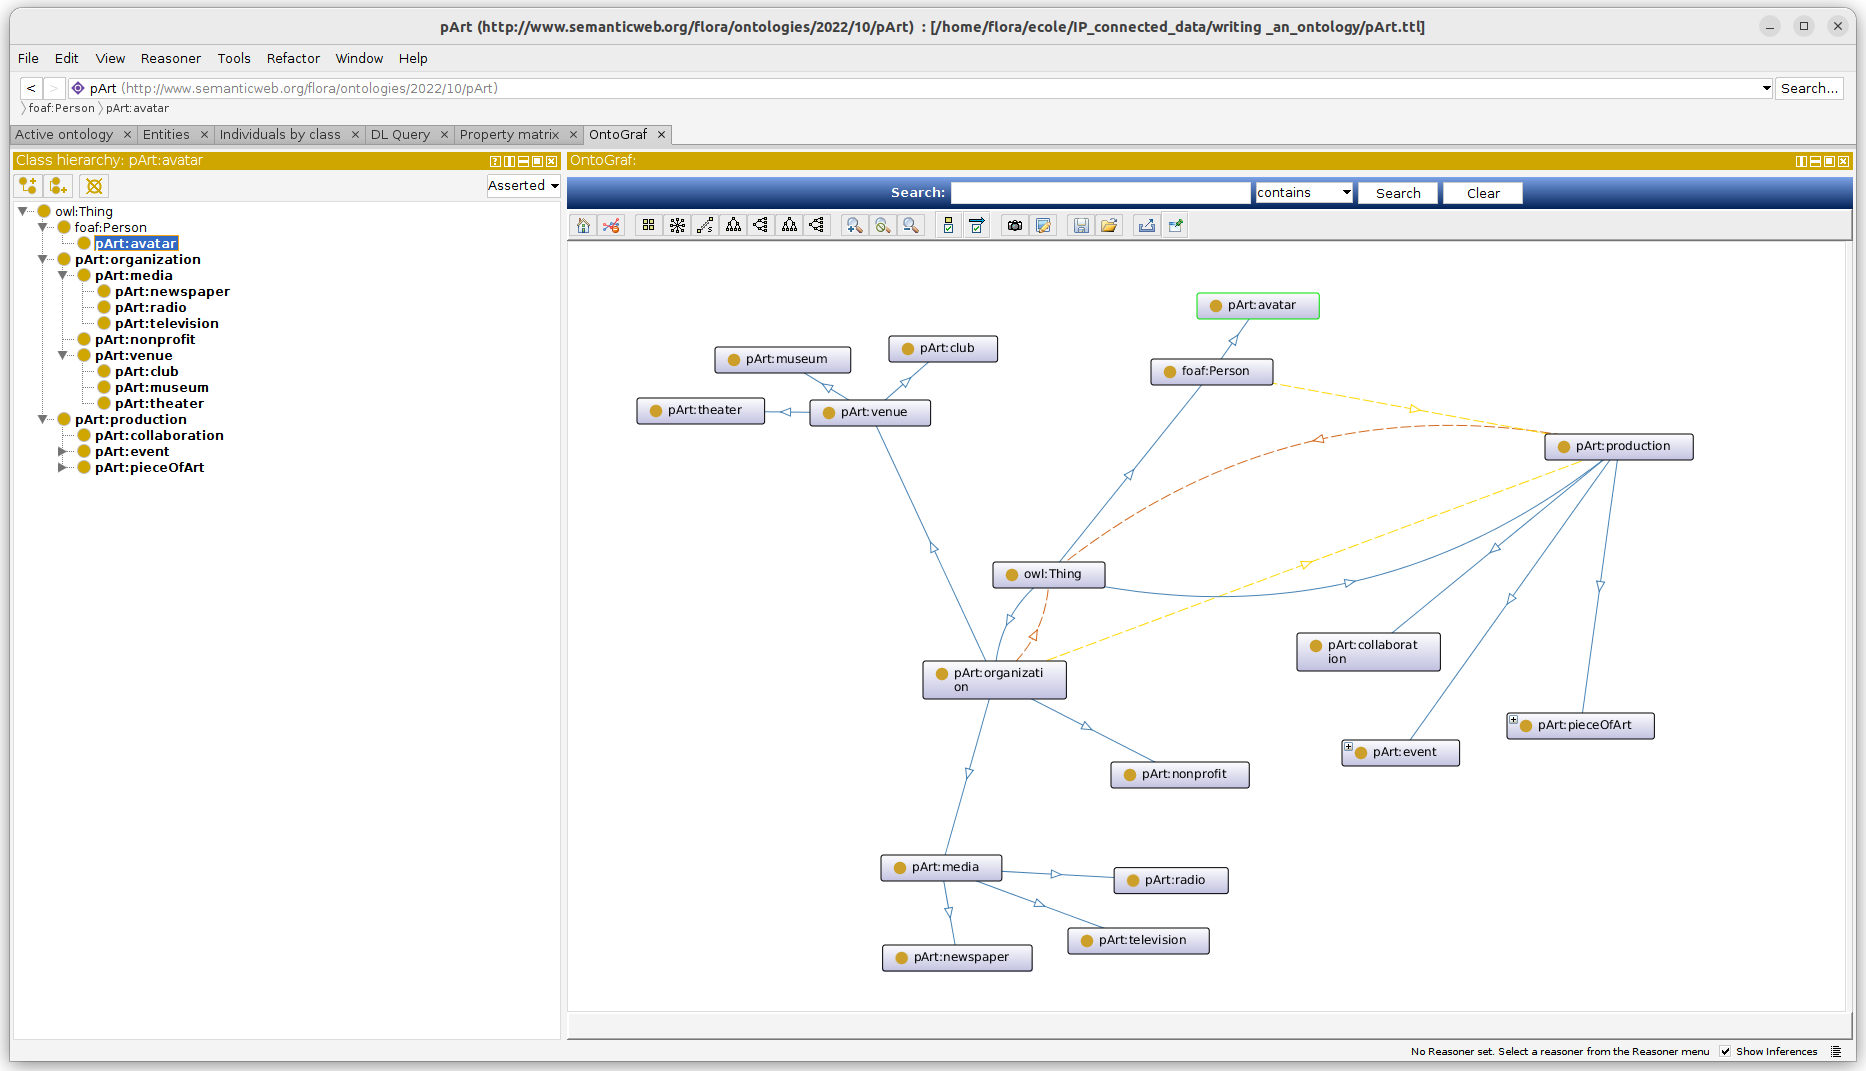 pArt (http://www.semanticweb.org/flora/ontologies/2022/10/pArt) : [/home/flora/ecole/IP_connected_data/writing _an_ontology/pArt.ttl]
File Edit View Reasoner Tools Refactor Window Help
< > pArt (http://www.semanticweb.org/flora/ontologies/2022/10/pArt) Search...
foaf:Person pArt:avatar
Active ontology × Entities × Individuals by class × DL Query × Property matrix × OntoGraf ×
Class hierarchy: pArt:avatar
Asserted
owl:Thing
foaf:Person
pArt:avatar
pArt:organization
pArt:media
pArt:newspaper
pArt:radio
pArt:television
pArt:nonprofit
pArt:venue
pArt:club
pArt:museum
pArt:theater
pArt:production
pArt:collaboration
pArt:event
pArt:pieceOfArt
OntoGraf:
Search: contains Search Clear
pArt:avatar
pArt:club
pArt:museum
foaf:Person
pArt:theater
pArt:venue
pArt:production
owl:Thing
pArt:collaborat
ion
pArt:organizati
on
pArt:pieceOfArt
pArt:event
pArt:nonprofit
pArt:media
pArt:radio
pArt:television
pArt:newspaper
No Reasoner set. Select a reasoner from the Reasoner menu Show Inferences